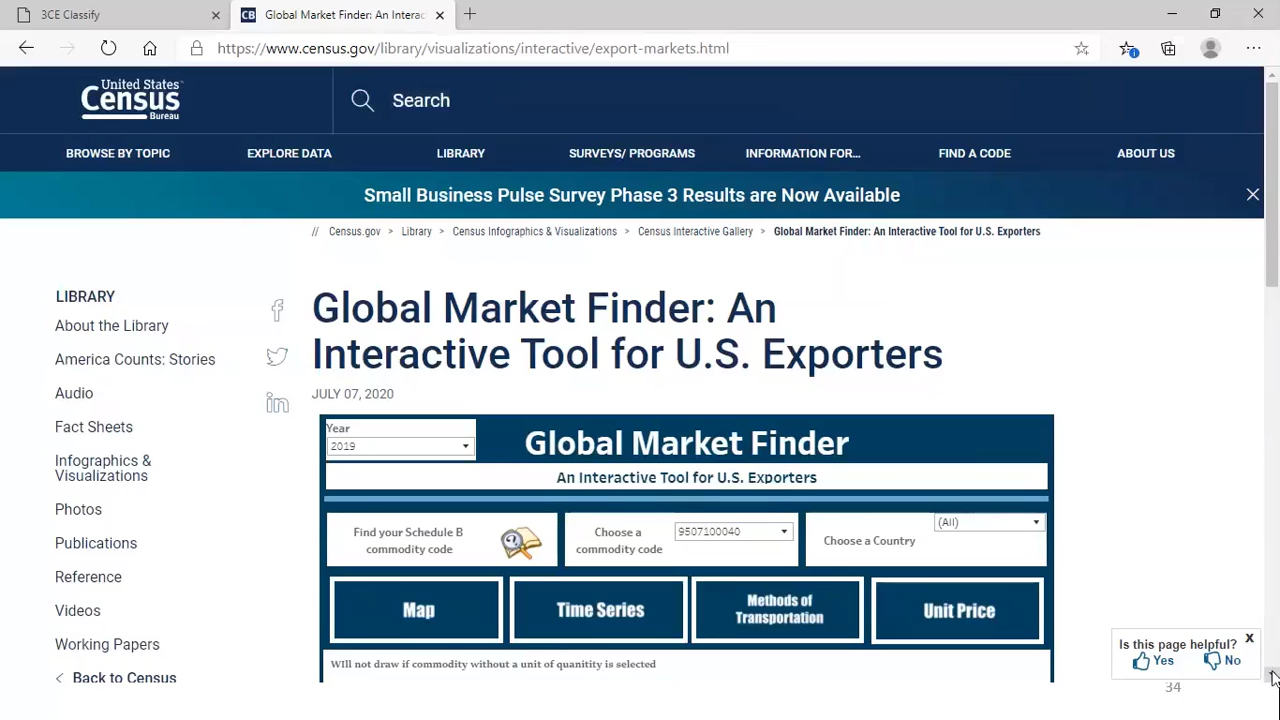 3CE Classify
Global Market Finder: An Interac
https://www.census.gov/library/visualizations/interactive/export-markets.html
United States
Census
Bureau
Search
BROWSE BY TOPIC
EXPLORE DATA
LIBRARY
SURVEYS/ PROGRAMS
INFORMATION FOR...
FIND A CODE
ABOUT US
Small Business Pulse Survey Phase 3 Results are Now Available
// Census.gov > Library > Census Infographics & Visualizations > Census Interactive Gallery > Global Market Finder: An Interactive Tool for U.S. Exporters
LIBRARY
About the Library
America Counts: Stories
Audio
Fact Sheets
Infographics &
Visualizations
Photos
Publications
Reference
Videos
Working Papers
< Back to Census
Global Market Finder: An
Interactive Tool for U.S. Exporters
JULY 07, 2020
Year
2019
Global Market Finder
An Interactive Tool for U.S. Exporters
Find your Schedule B
commodity code
Choose a
commodity code
9507100040
Choose a Country
(All)
Map
Time Series
Methods of
Transportation
Unit Price
WIll not draw if commodity without a unit of quanitity is selected
Is this page helpful?
X
Yes
No
34